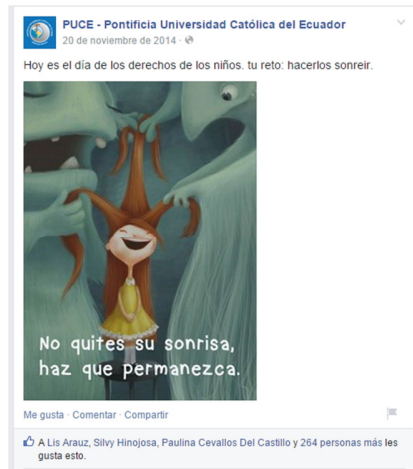 PUCE - Pontificia Universidad Católica del Ecuador
20 de noviembre de 2014 ·
Hoy es el día de los derechos de los niños. tu reto: hacerlos sonreir.
No quites su sonrisa,
haz que permanezca.
Me gusta · Comentar · Compartir
A Lis Arauz, Silvy Hinojosa, Paulina Cevallos Del Castillo y 264 personas más les
gusta esto.